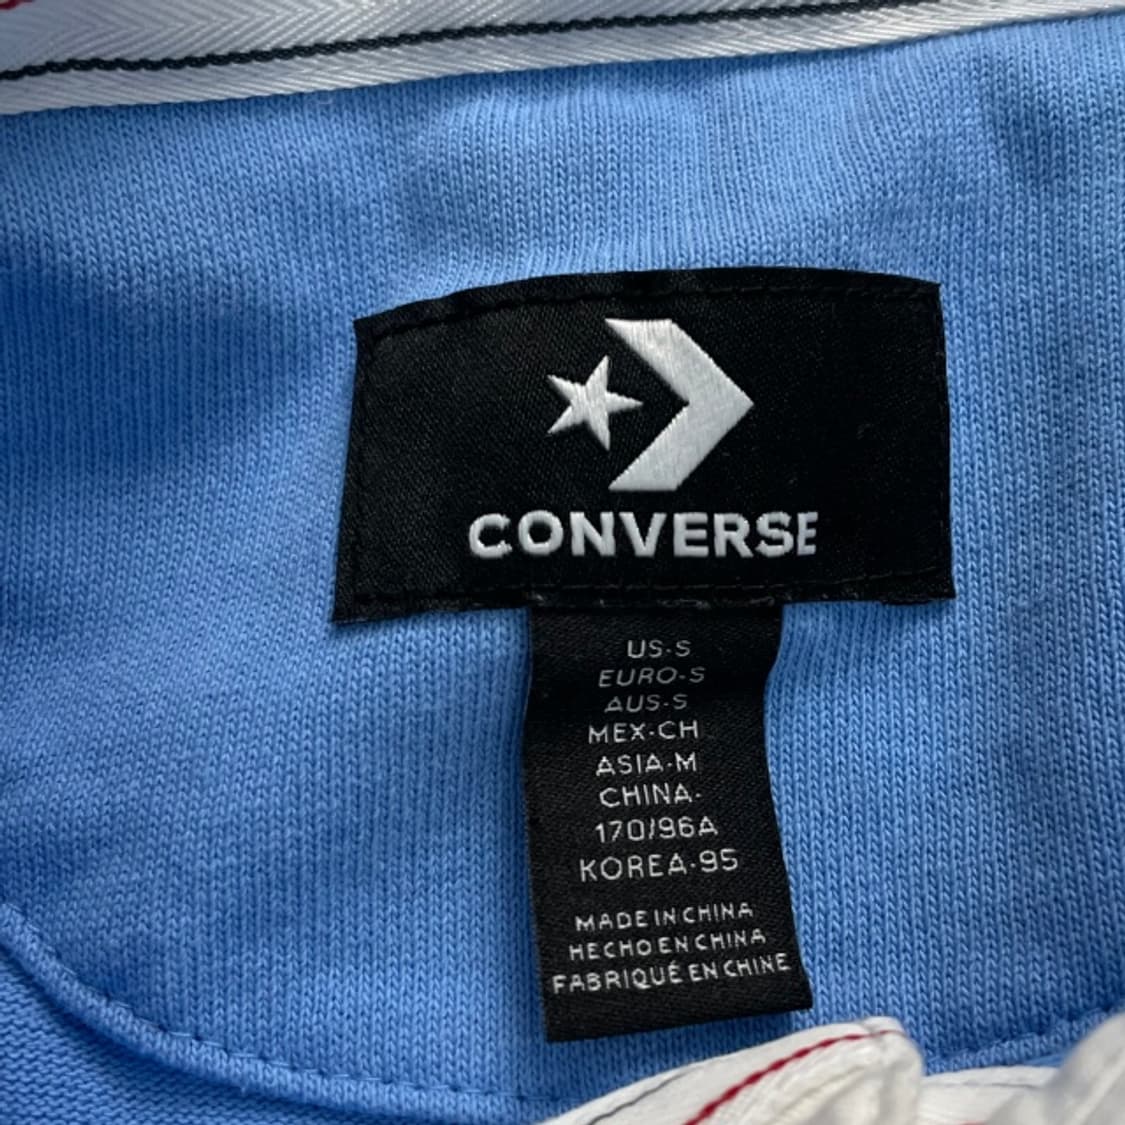 CONVERSE
US-S
EURO-S
AUS-S
MEX-CH
ASIA-M
CHINA-
170/96A
KOREA-95
MADE IN CHINA
HECHO EN CHINA
FABRIQUÉ EN CHINE